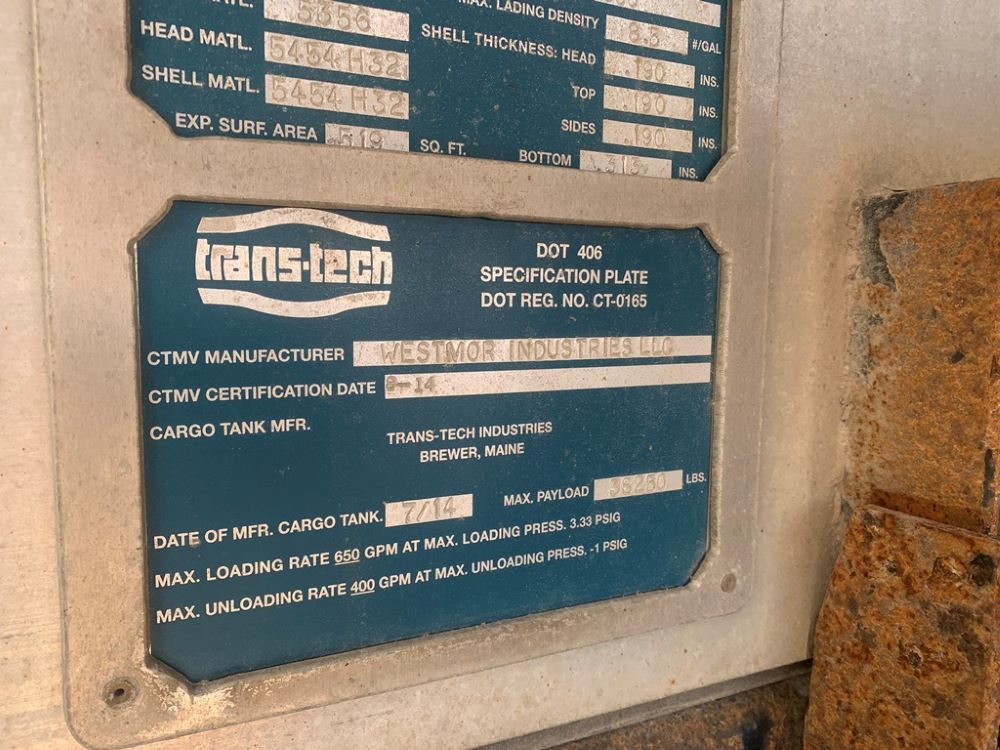 5356
MAX. LADING DENSITY 8.3 #/GAL
HEAD MATL. 5454 H32
SHELL THICKNESS: HEAD .190 INS.
SHELL MATL. 5454 H32
TOP .190 INS.
SIDES .190 INS.
EXP. SURF. AREA 519 SQ. FT.
BOTTOM INS.
trans-tech
DOT 406
SPECIFICATION PLATE
DOT REG. NO. CT-0165
CTMV MANUFACTURER WESTMOR INDUSTRIES LLC
CTMV CERTIFICATION DATE 8-14
CARGO TANK MFR.
TRANS-TECH INDUSTRIES
BREWER, MAINE
DATE OF MFR. CARGO TANK. 7/14 MAX. PAYLOAD LBS.
MAX. LOADING RATE 650 GPM AT MAX. LOADING PRESS. 3.33 PSIG
MAX. UNLOADING RATE 400 GPM AT MAX. UNLOADING PRESS. -1 PSIG